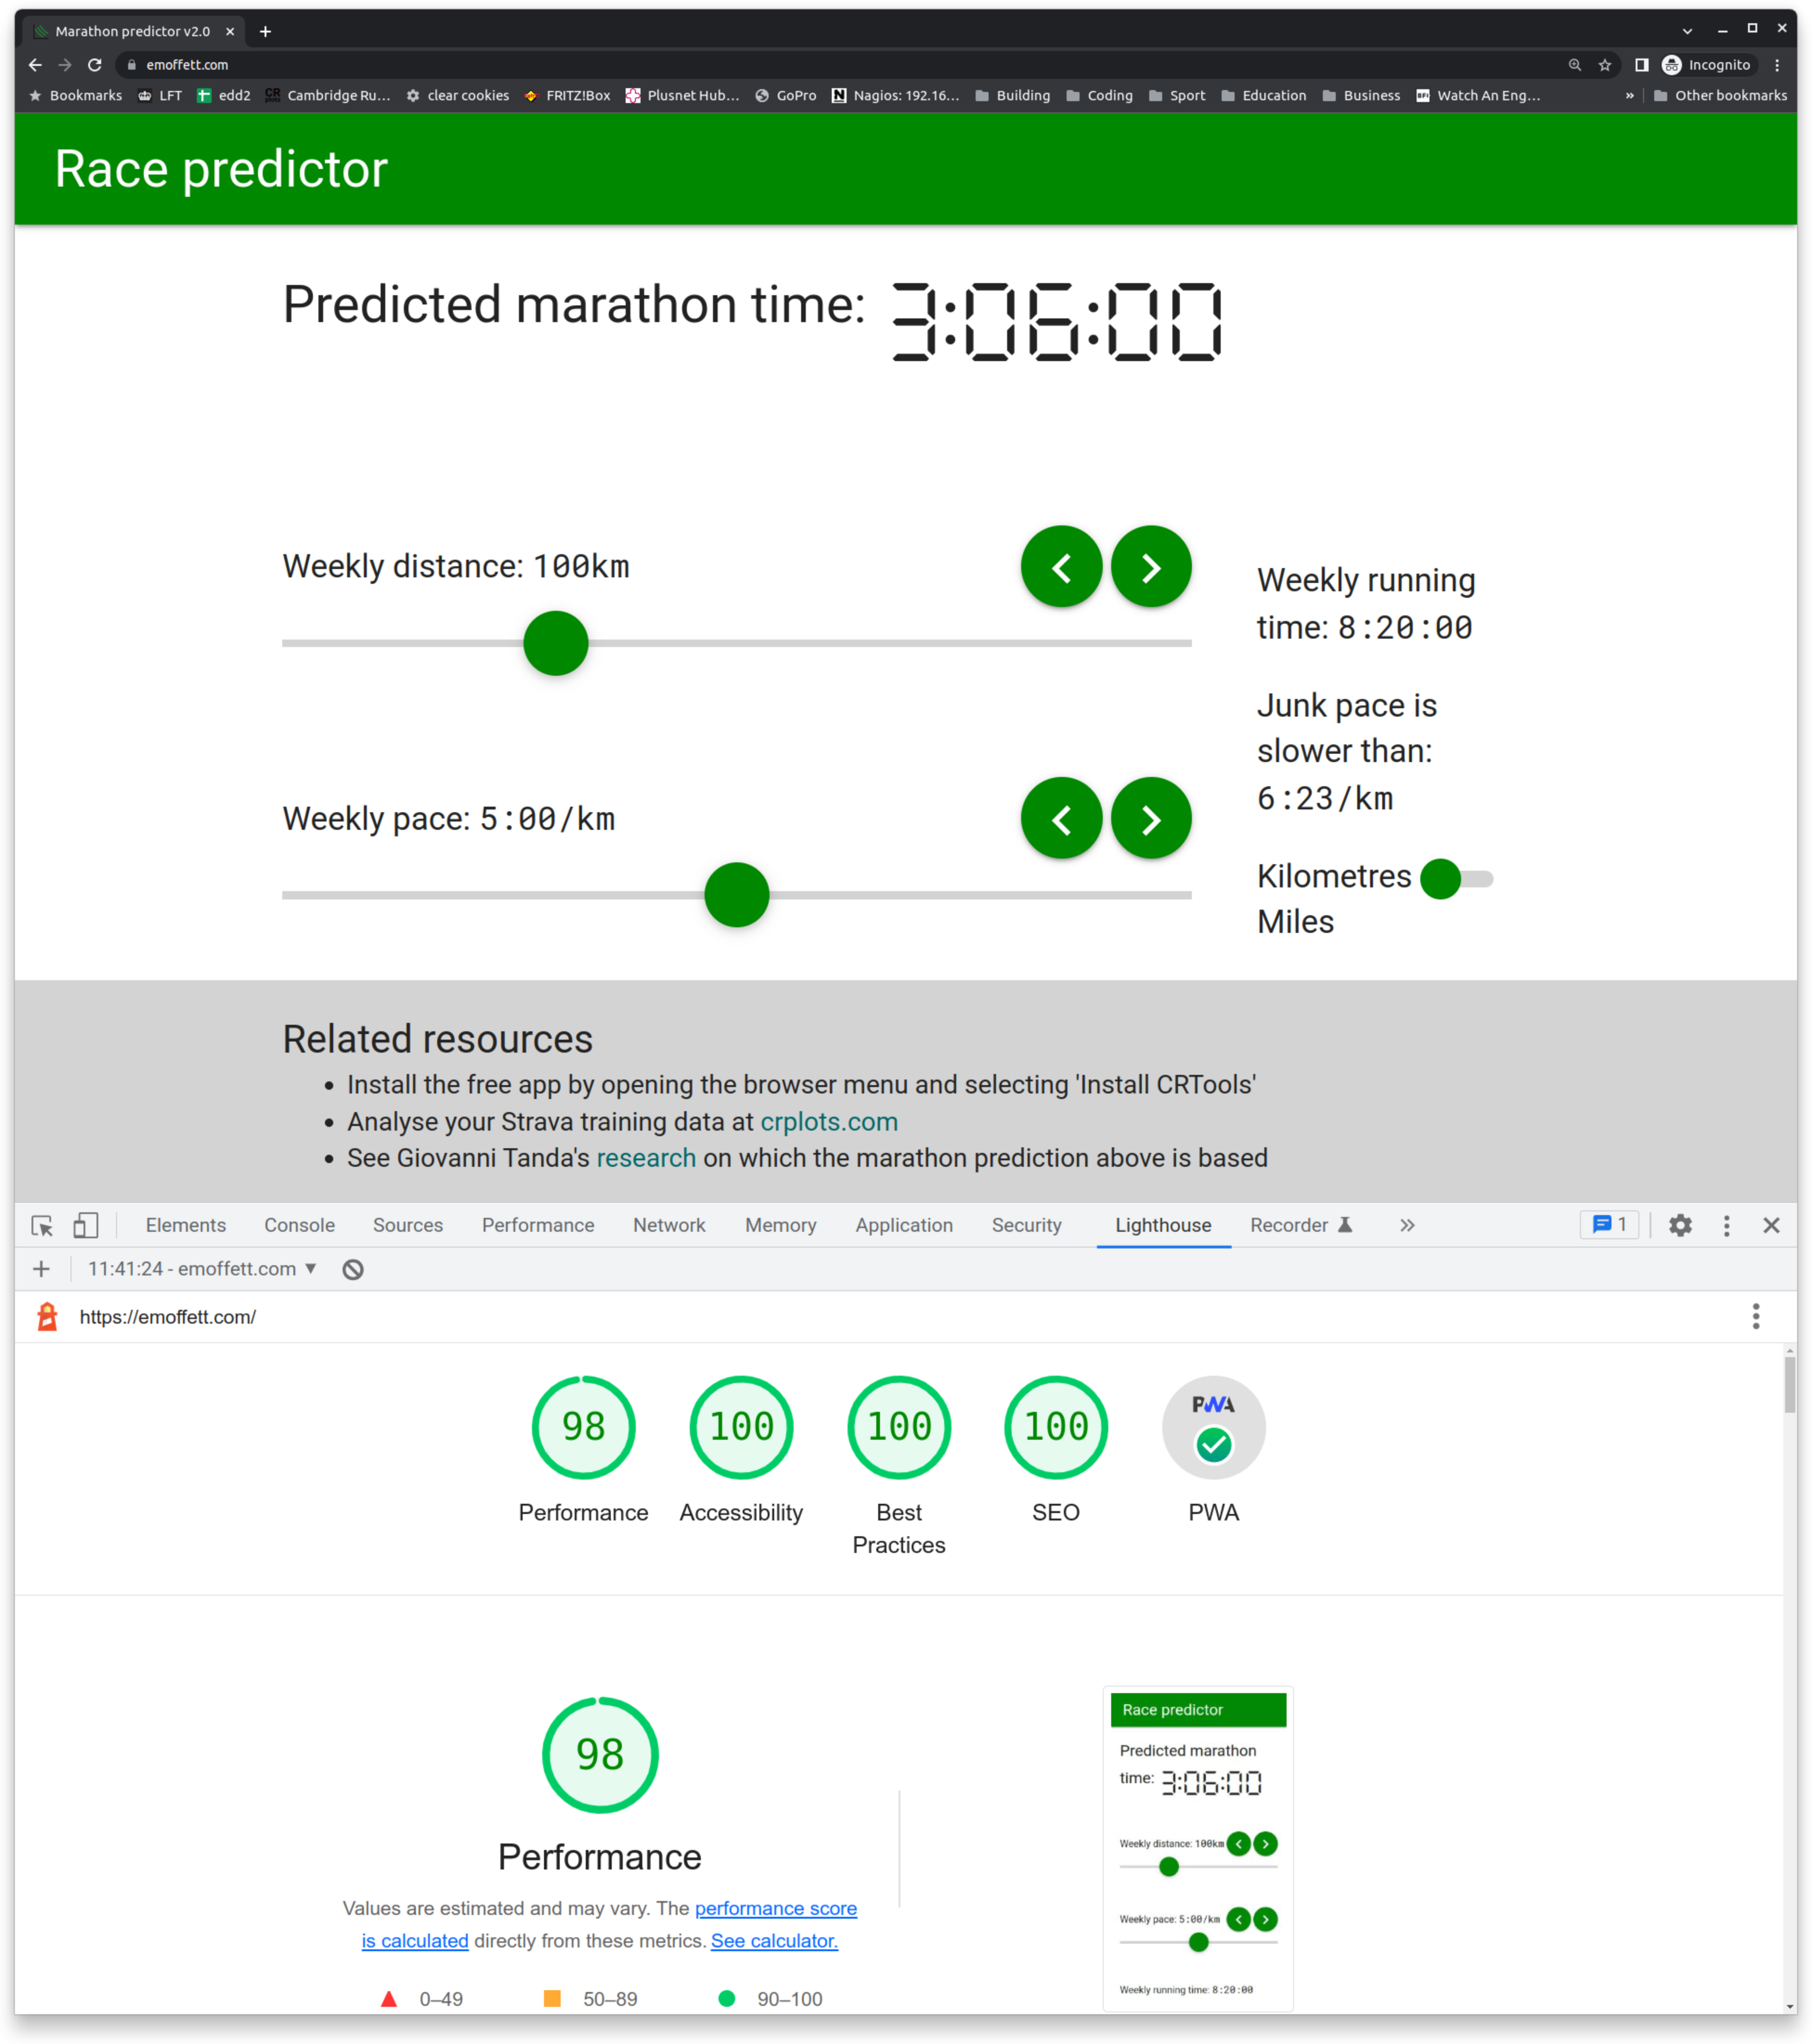 Marathon predictor v2.0
emoffett.com
Incognito
Bookmarks LFT edd2 CR plots Cambridge Ru... clear cookies FRITZ!Box Plusnet Hub... GoPro N Nagios: 192.16... Building Coding Sport Education Business BFI Watch An Eng... » Other bookmarks
Race predictor
Predicted marathon time: 3:06:00
Weekly distance: 100km
Weekly running
time: 8:20:00
Junk pace is
slower than:
6:23/km
Weekly pace: 5:00/km
Kilometres
Miles
Related resources
• Install the free app by opening the browser menu and selecting 'Install CRTools'
• Analyse your Strava training data at crplots.com
• See Giovanni Tanda's research on which the marathon prediction above is based
Elements Console Sources Performance Network Memory Application Security Lighthouse Recorder » 1
11:41:24 - emoffett.com
https://emoffett.com/
98 100 100 100 PWA
Performance Accessibility Best SEO PWA
Practices
98
Performance
Values are estimated and may vary. The performance score
is calculated directly from these metrics. See calculator.
0–49 50–89 90–100
Race predictor
Predicted marathon
time: 3:06:00
Weekly distance: 100km
Weekly pace: 5:00/km
Weekly running time: 8:20:00